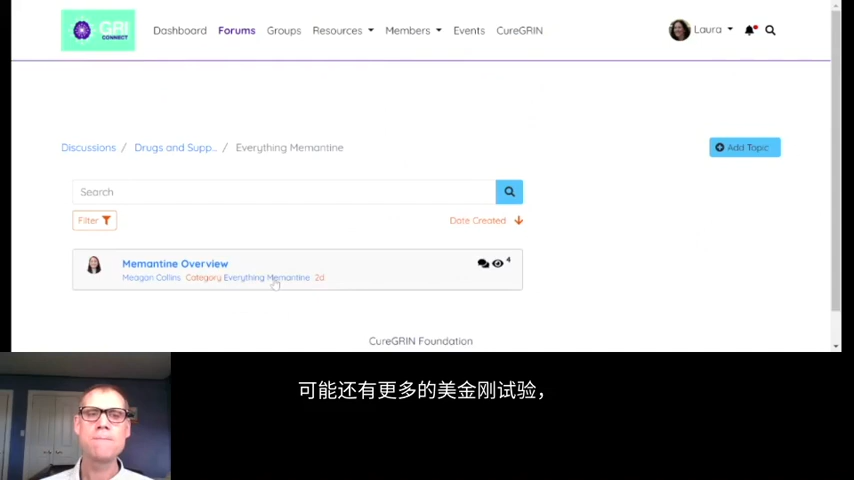 GRI
CONNECT
Dashboard Forums Groups Resources Members Events CureGRIN
Laura
Discussions / Drugs and Supp... / Everything Memantine
Add Topic
Search
Filter
Date Created
Memantine Overview
4
Meagan Collins Category Everything Memantine 2d
CureGRIN Foundation
可能还有更多的美金刚试验，